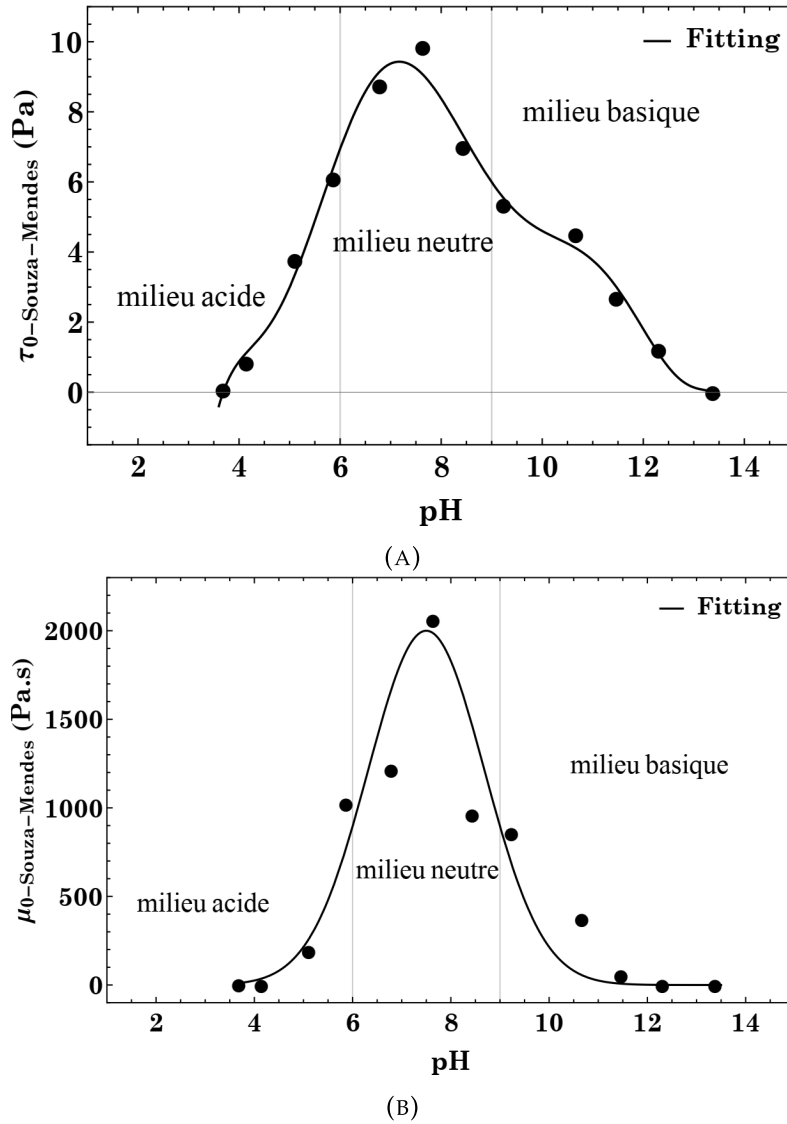 Fitting
milieu basique
milieu neutre
milieu acide
τ0−Souza−Mendes (Pa)
10
8
6
4
2
0
2 4 6 8 10 12 14
pH
(A)
Fitting
milieu basique
milieu neutre
milieu acide
μ0−Souza−Mendes (Pa.s)
2000
1500
1000
500
0
2 4 6 8 10 12 14
pH
(B)